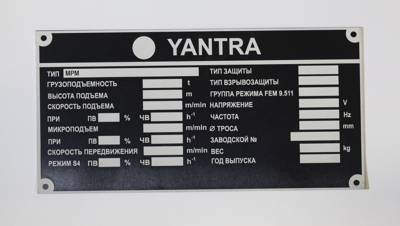 YANTRA
ТИП МРМ
ГРУЗОПОДЪЕМНОСТЬ t
ВЫСОТА ПОДЪЕМА m
СКОРОСТЬ ПОДЪЕМА m/min
ПРИ ПВ % ЧВ h⁻¹
МИКРОПОДЪЕМ m/min
ПРИ ПВ % ЧВ h⁻¹
СКОРОСТЬ ПЕРЕДВИЖЕНИЯ m/min
РЕЖИМ S4 ПВ % ЧВ h⁻¹
ТИП ЗАЩИТЫ
ТИП ВЗРЫВОЗАЩИТЫ
ГРУППА РЕЖИМА FEM 9.511
НАПРЯЖЕНИЕ V
ЧАСТОТА Hz
Ø ТРОСА mm
ЗАВОДСКОЙ №
ВЕС kg
ГОД ВЫПУСКА